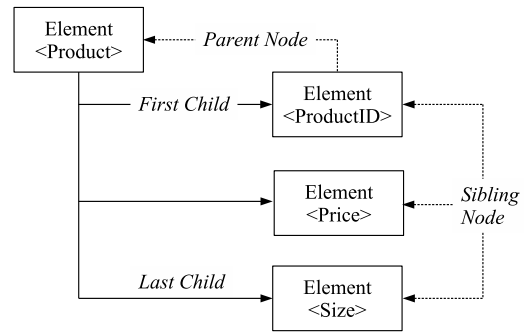 Element
<Product>
Parent Node
First Child
Element
<ProductID>
Element
<Price>
Sibling
Node
Last Child
Element
<Size>